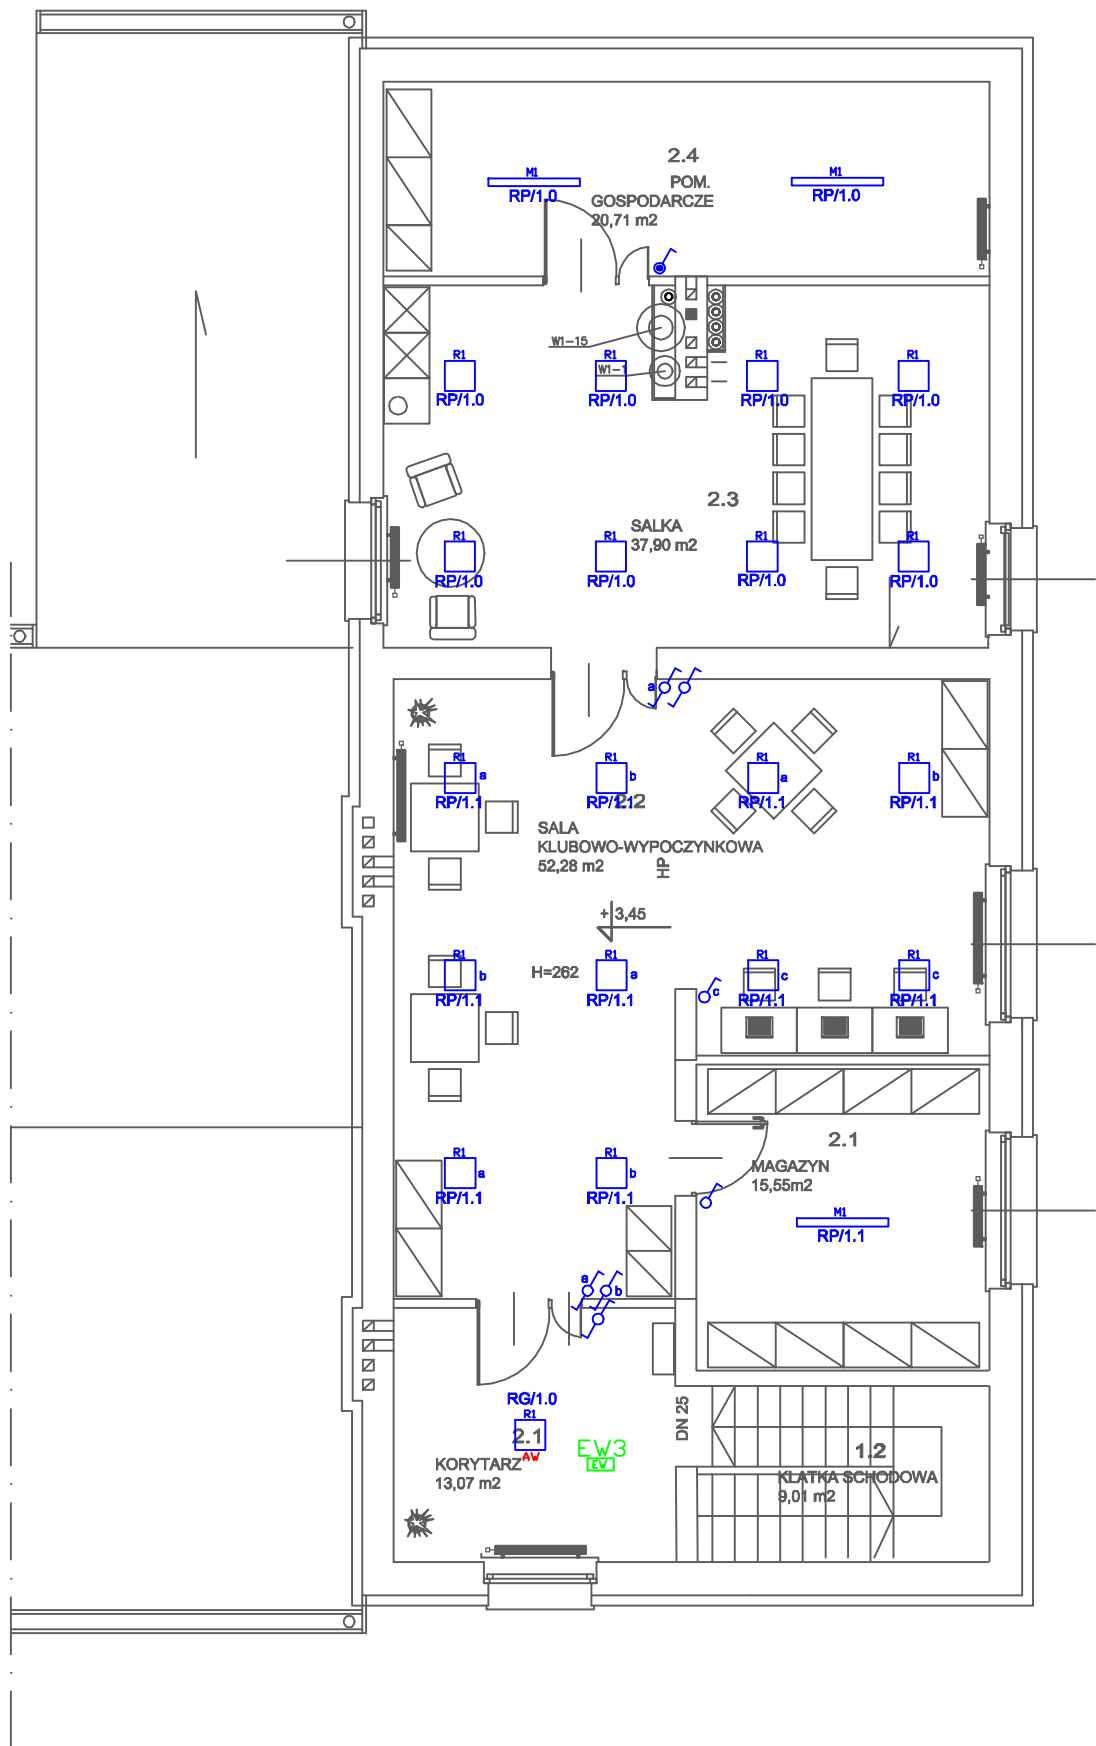 2.4
M1
M1
POM.
RP/1.0
RP/1.0
GOSPODARCZE
20,71 m2
W1-15
R1
R1
R1
R1
W1-1
RP/1.0
RP/1.0
RP/1.0
RP/1.0
2.3
SALKA
R1
R1
R1
R1
37,90 m2
RP/1.0
RP/1.0
RP/1.0
RP/1.0
a
R1
R1
R1
R1
a
b
a
b
RP/1.1
RP/1.1
RP/1.1
RP/1.1
2.2
SALA
KLUBOWO-WYPOCZYNKOWA
52,28 m2
HP
+ 3,45
R1
R1
R1
R1
H=262
b
a
c
c
c
RP/1.1
RP/1.1
RP/1.1
RP/1.1
2.1
R1
R1
MAGAZYN
a
b
15,55m2
RP/1.1
RP/1.1
M1
RP/1.1
a
b
RG/1.0
R1
DN 25
2.1
EW3
1.2
AW
EW
KORYTARZ
KLATKA SCHODOWA
13,07 m2
9,01 m2